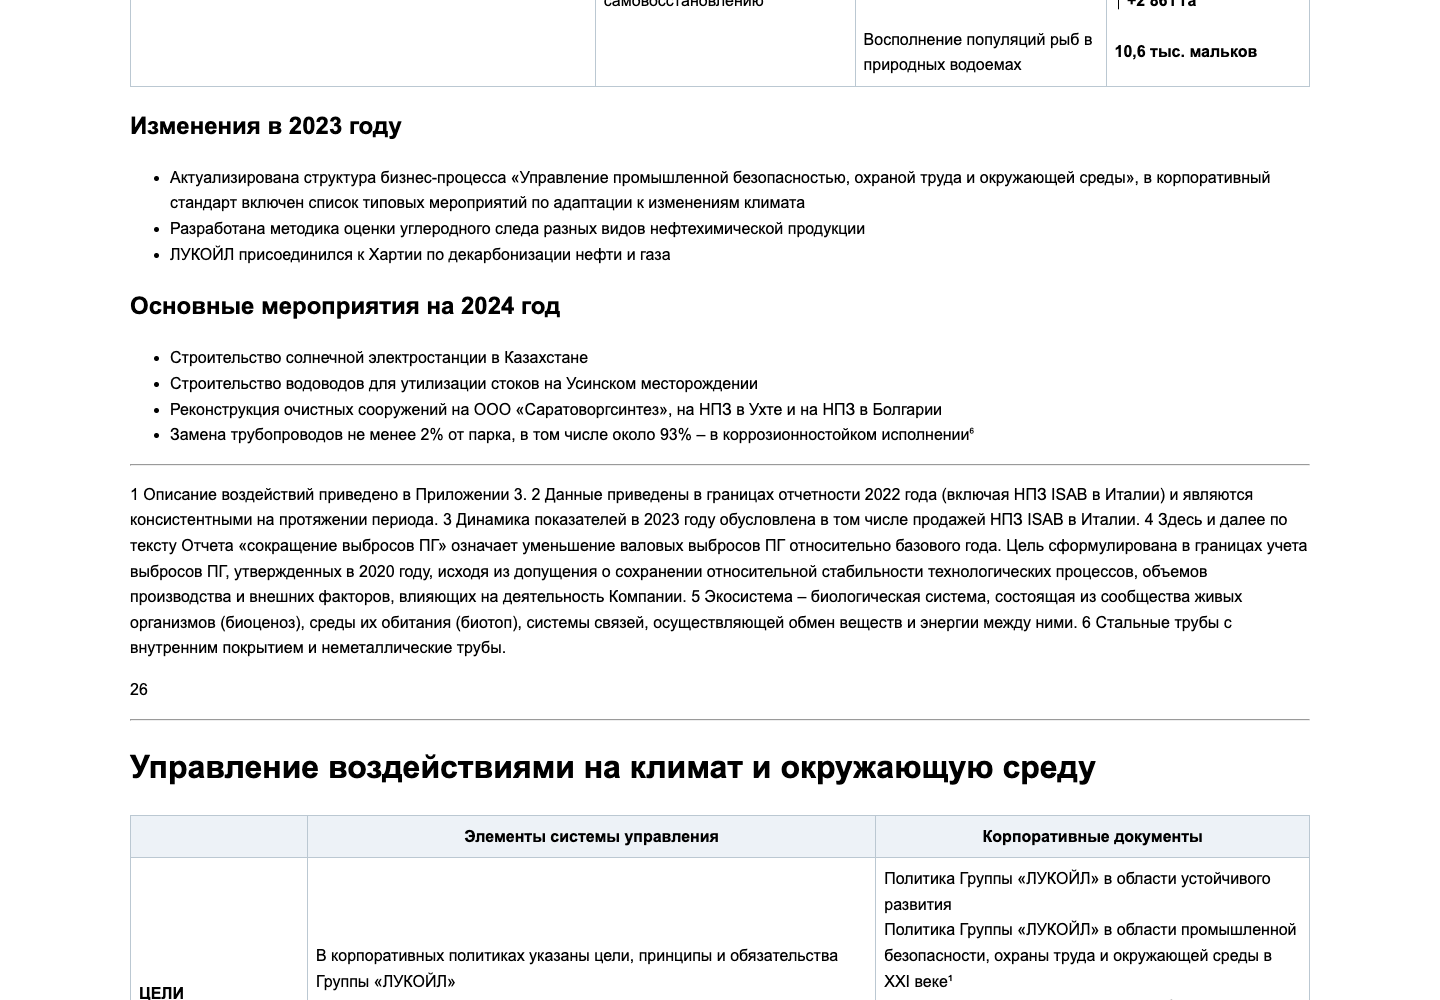 самовосстановлению
+2 861 га
Восполнение популяций рыб в
природных водоемах
10,6 тыс. мальков
Изменения в 2023 году
• Актуализирована структура бизнес-процесса «Управление промышленной безопасностью, охраной труда и окружающей среды», в корпоративный
стандарт включен список типовых мероприятий по адаптации к изменениям климата
• Разработана методика оценки углеродного следа разных видов нефтехимической продукции
• ЛУКОЙЛ присоединился к Хартии по декарбонизации нефти и газа
Основные мероприятия на 2024 год
• Строительство солнечной электростанции в Казахстане
• Строительство водоводов для утилизации стоков на Усинском месторождении
• Реконструкция очистных сооружений на ООО «Саратоворгсинтез», на НПЗ в Ухте и на НПЗ в Болгарии
• Замена трубопроводов не менее 2% от парка, в том числе около 93% – в коррозионностойком исполнении⁶
1 Описание воздействий приведено в Приложении 3. 2 Данные приведены в границах отчетности 2022 года (включая НПЗ ISAB в Италии) и являются
консистентными на протяжении периода. 3 Динамика показателей в 2023 году обусловлена в том числе продажей НПЗ ISAB в Италии. 4 Здесь и далее по
тексту Отчета «сокращение выбросов ПГ» означает уменьшение валовых выбросов ПГ относительно базового года. Цель сформулирована в границах учета
выбросов ПГ, утвержденных в 2020 году, исходя из допущения о сохранении относительной стабильности технологических процессов, объемов
производства и внешних факторов, влияющих на деятельность Компании. 5 Экосистема – биологическая система, состоящая из сообщества живых
организмов (биоценоз), среды их обитания (биотоп), системы связей, осуществляющей обмен веществ и энергии между ними. 6 Стальные трубы с
внутренним покрытием и неметаллические трубы.
26
Управление воздействиями на климат и окружающую среду
Элементы системы управления
Корпоративные документы
ЦЕЛИ
В корпоративных политиках указаны цели, принципы и обязательства
Группы «ЛУКОЙЛ»
Политика Группы «ЛУКОЙЛ» в области устойчивого
развития
Политика Группы «ЛУКОЙЛ» в области промышленной
безопасности, охраны труда и окружающей среды в
XXI веке¹